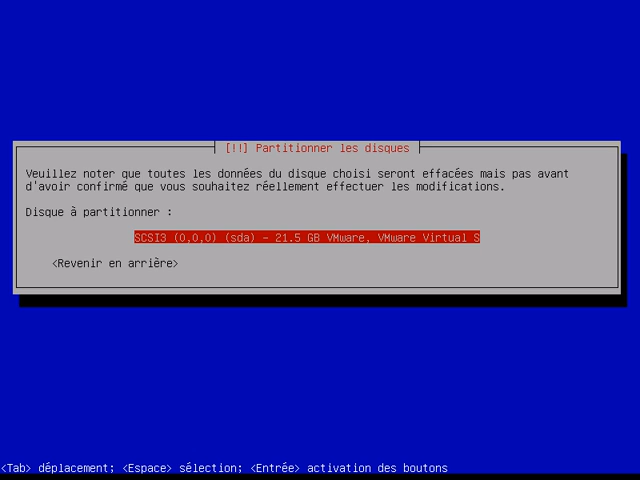 [!!] Partitionner les disques
Veuillez noter que toutes les données du disque choisi seront effacées mais pas avant
d'avoir confirmé que vous souhaitez réellement effectuer les modifications.
Disque à partitionner :
SCSI3 (0,0,0) (sda) - 21.5 GB VMware, VMware Virtual S
<Revenir en arrière>
<Tab> déplacement; <Espace> sélection; <Entrée> activation des boutons